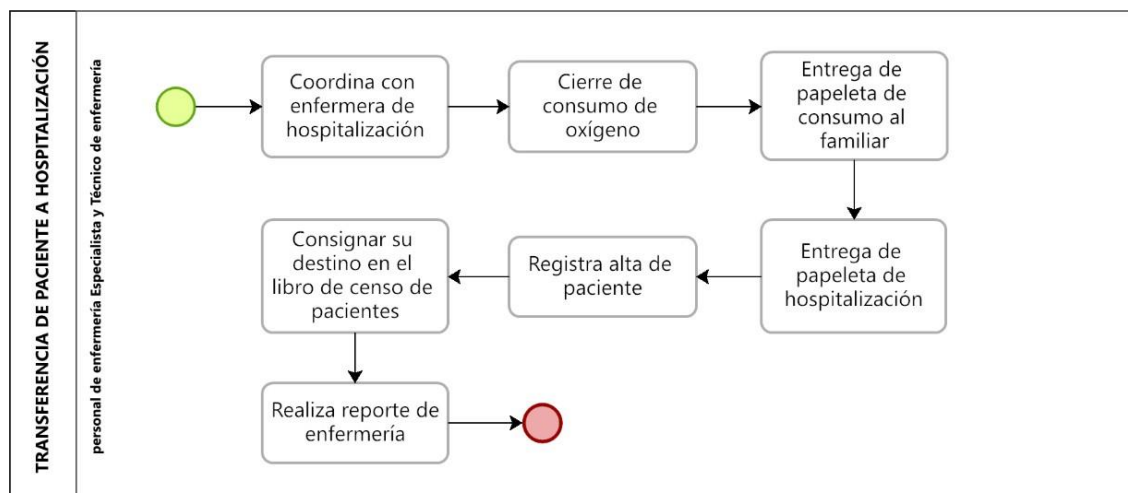 TRANSFERENCIA DE PACIENTE A HOSPITALIZACIÓN
personal de enfermería Especialista y Técnico de enfermería
Coordina con
enfermera de
hospitalización
Cierre de
consumo de
oxígeno
Entrega de
papeleta de
consumo al
familiar
Entrega de
papeleta de
hospitalización
Registra alta de
paciente
Consignar su
destino en el
libro de censo de
pacientes
Realiza reporte de
enfermería